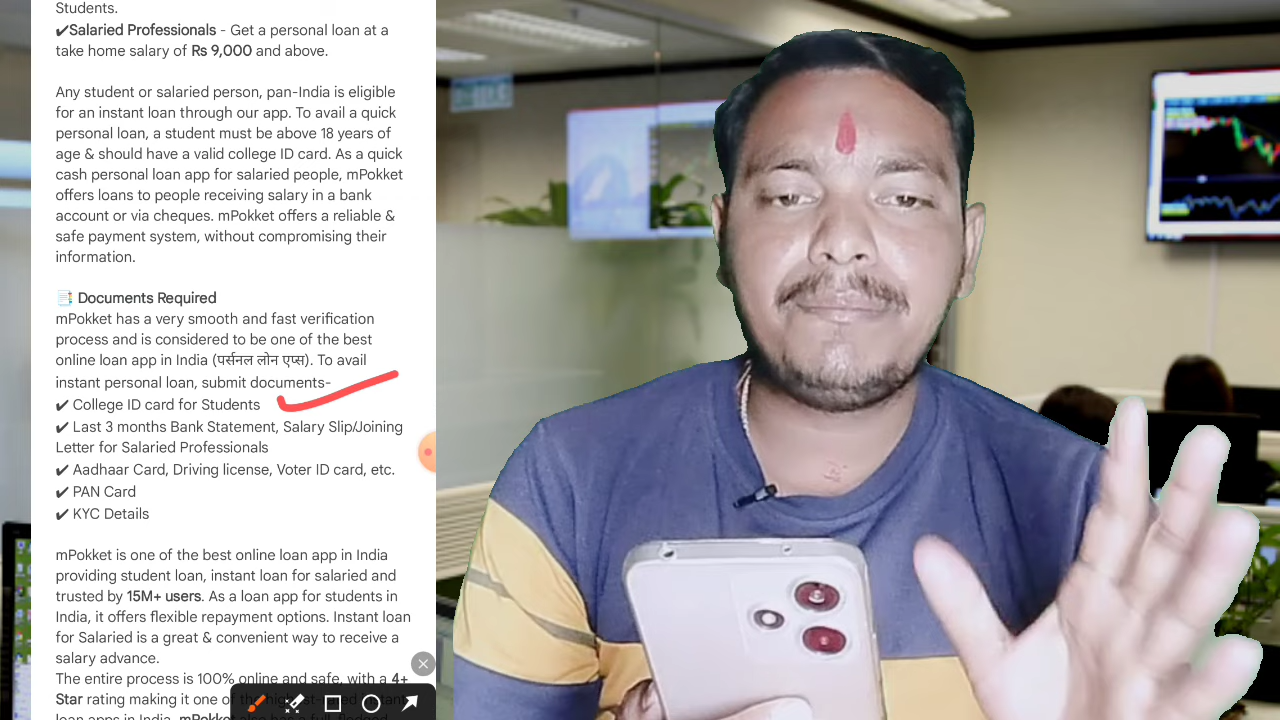 Students.
✔Salaried Professionals - Get a personal loan at a
take home salary of Rs 9,000 and above.
Any student or salaried person, pan-India is eligible
for an instant loan through our app. To avail a quick
personal loan, a student must be above 18 years of
age & should have a valid college ID card. As a quick
cash personal loan app for salaried people, mPokket
offers loans to people receiving salary in a bank
account or via cheques. mPokket offers a reliable &
safe payment system, without compromising their
information.
📑 Documents Required
mPokket has a very smooth and fast verification
process and is considered to be one of the best
online loan app in India (पर्सनल लोन एप्स). To avail
instant personal loan, submit documents-
✔ College ID card for Students
✔ Last 3 months Bank Statement, Salary Slip/Joining
Letter for Salaried Professionals
✔ Aadhaar Card, Driving license, Voter ID card, etc.
✔ PAN Card
✔ KYC Details
mPokket is one of the best online loan app in India
providing student loan, instant loan for salaried and
trusted by 15M+ users. As a loan app for students in
India, it offers flexible repayment options. Instant loan
for Salaried is a great & convenient way to receive a
salary advance.
The entire process is 100% online and safe, with a 4+
Star rating making it one of
loan apps in India. mPokket